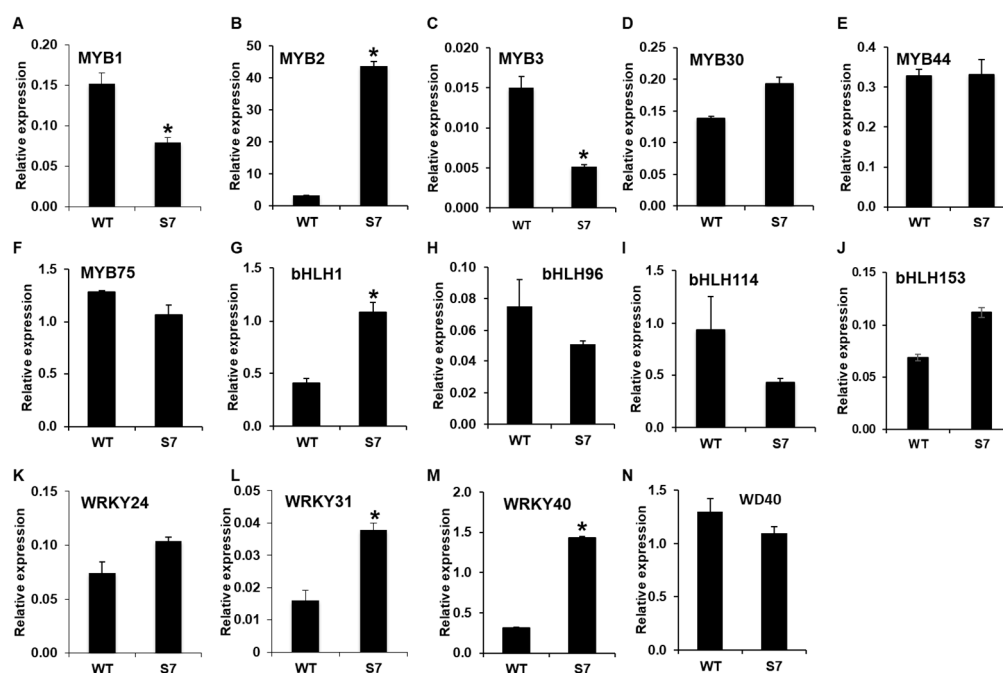 A
MYB1
Relative expression
0.20
0.15
0.10
0.05
0.00
*
WT
S7
B
MYB2
Relative expression
50
40
30
20
10
0
*
WT
S7
C
MYB3
Relative expression
0.020
0.015
0.010
0.005
0.000
*
WT
S7
D
MYB30
Relative expression
0.25
0.20
0.15
0.10
0.05
0.00
WT
S7
E
MYB44
Relative expression
0.4
0.3
0.2
0.1
0.0
WT
S7
F
MYB75
Relative expression
1.5
1.0
0.5
0.0
WT
S7
G
bHLH1
Relative expression
1.5
1.0
0.5
0.0
*
WT
S7
H
bHLH96
Relative expression
0.10
0.08
0.06
0.04
0.02
0.00
WT
S7
I
bHLH114
Relative expression
1.5
1.0
0.5
0.0
WT
S7
J
bHLH153
Relative expression
0.15
0.10
0.05
0.00
WT
S7
K
WRKY24
Relative expression
0.15
0.10
0.05
0.00
WT
S7
L
WRKY31
Relative expression
0.05
0.04
0.03
0.02
0.01
0
*
WT
S7
M
WRKY40
Relative expression
2.0
1.5
1.0
0.5
0.0
*
WT
S7
N
WD40
Relative expression
1.5
1.0
0.5
0.0
WT
S7